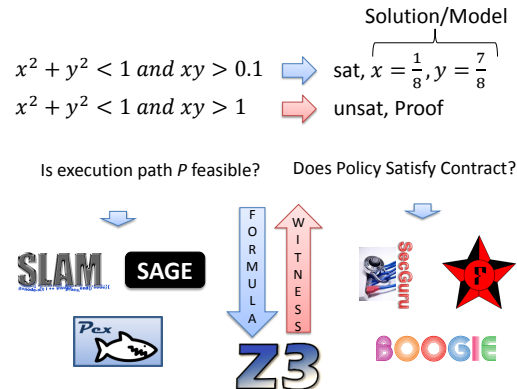 Solution/Model
x² + y² < 1 and xy > 0.1
sat, x = 1/8, y = 7/8
x² + y² < 1 and xy > 1
unsat, Proof
Is execution path P feasible?
Does Policy Satisfy Contract?
FORMULA
WITNESS
SLAM
SAGE
SecGuru
F
Pex
BOOGIE
Z3